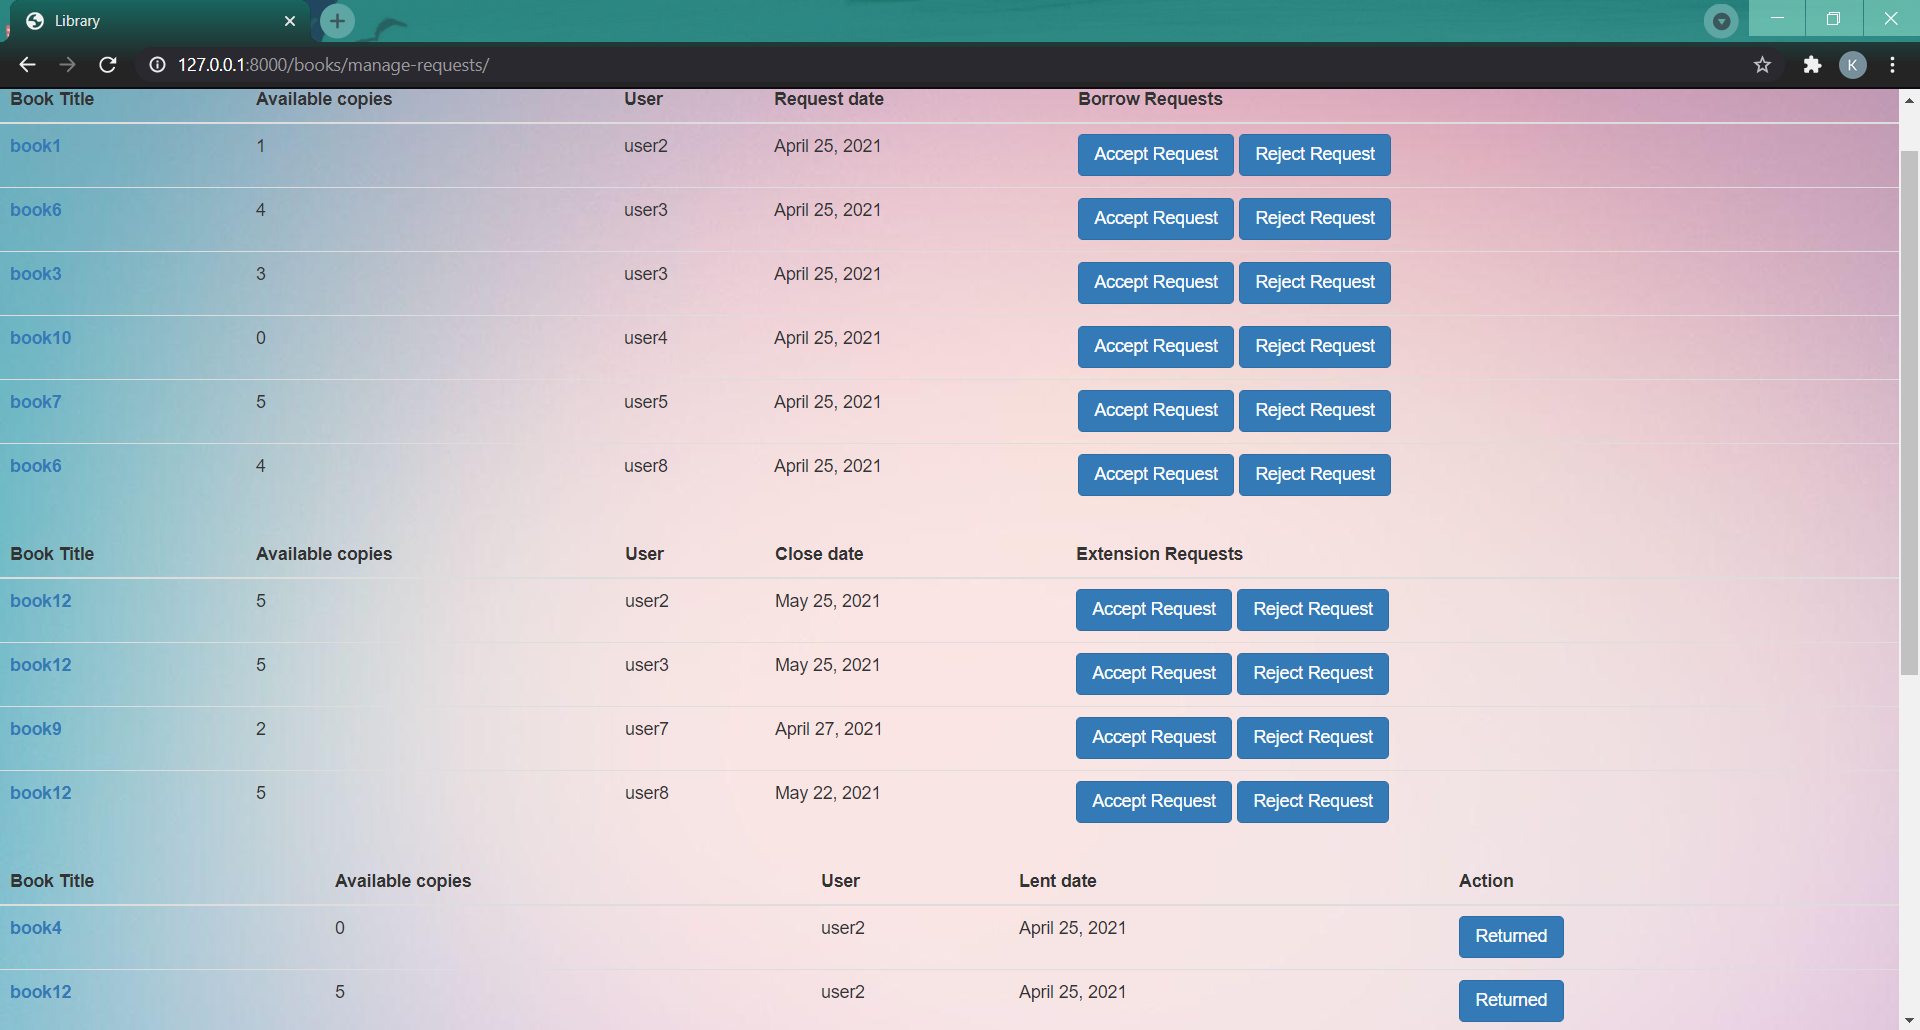 Library
127.0.0.1:8000/books/manage-requests/
K
Book Title Available copies User Request date Borrow Requests
book1 1 user2 April 25, 2021 Accept Request Reject Request
book6 4 user3 April 25, 2021 Accept Request Reject Request
book3 3 user3 April 25, 2021 Accept Request Reject Request
book10 0 user4 April 25, 2021 Accept Request Reject Request
book7 5 user5 April 25, 2021 Accept Request Reject Request
book6 4 user8 April 25, 2021 Accept Request Reject Request
Book Title Available copies User Close date Extension Requests
book12 5 user2 May 25, 2021 Accept Request Reject Request
book12 5 user3 May 25, 2021 Accept Request Reject Request
book9 2 user7 April 27, 2021 Accept Request Reject Request
book12 5 user8 May 22, 2021 Accept Request Reject Request
Book Title Available copies User Lent date Action
book4 0 user2 April 25, 2021 Returned
book12 5 user2 April 25, 2021 Returned